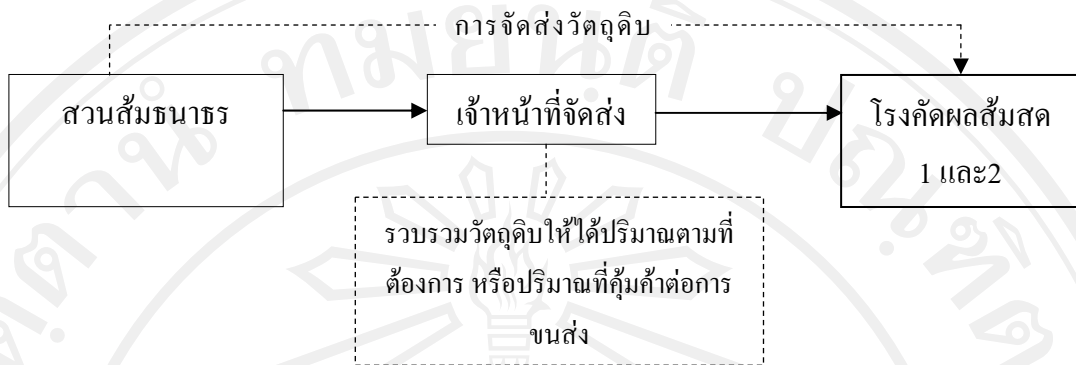 การจัดส่งวัตถุดิบ
สวนส้มธนาธร
เจ้าหน้าที่จัดส่ง
โรงคัดผลส้มสด
1 และ2
รวบรวมวัตถุดิบให้ได้ปริมาณตามที่
ต้องการ หรือปริมาณที่คุ้มค้าต่อการ
ขนส่ง